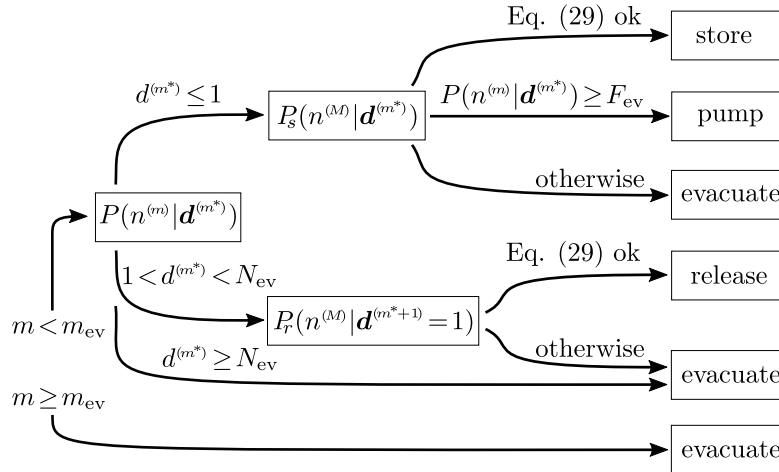 Eq. (29) ok
store
d^(m*) ≤ 1
P_s(n^(M)|d^(m*))
P(n^(m)|d^(m*)) ≥ F_ev
pump
otherwise
evacuate
P(n^(m)|d^(m*))
Eq. (29) ok
release
1 < d^(m*) < N_ev
m < m_ev
P_r(n^(M)|d^(m*+1) = 1)
otherwise
d^(m*) ≥ N_ev
evacuate
m ≥ m_ev
evacuate